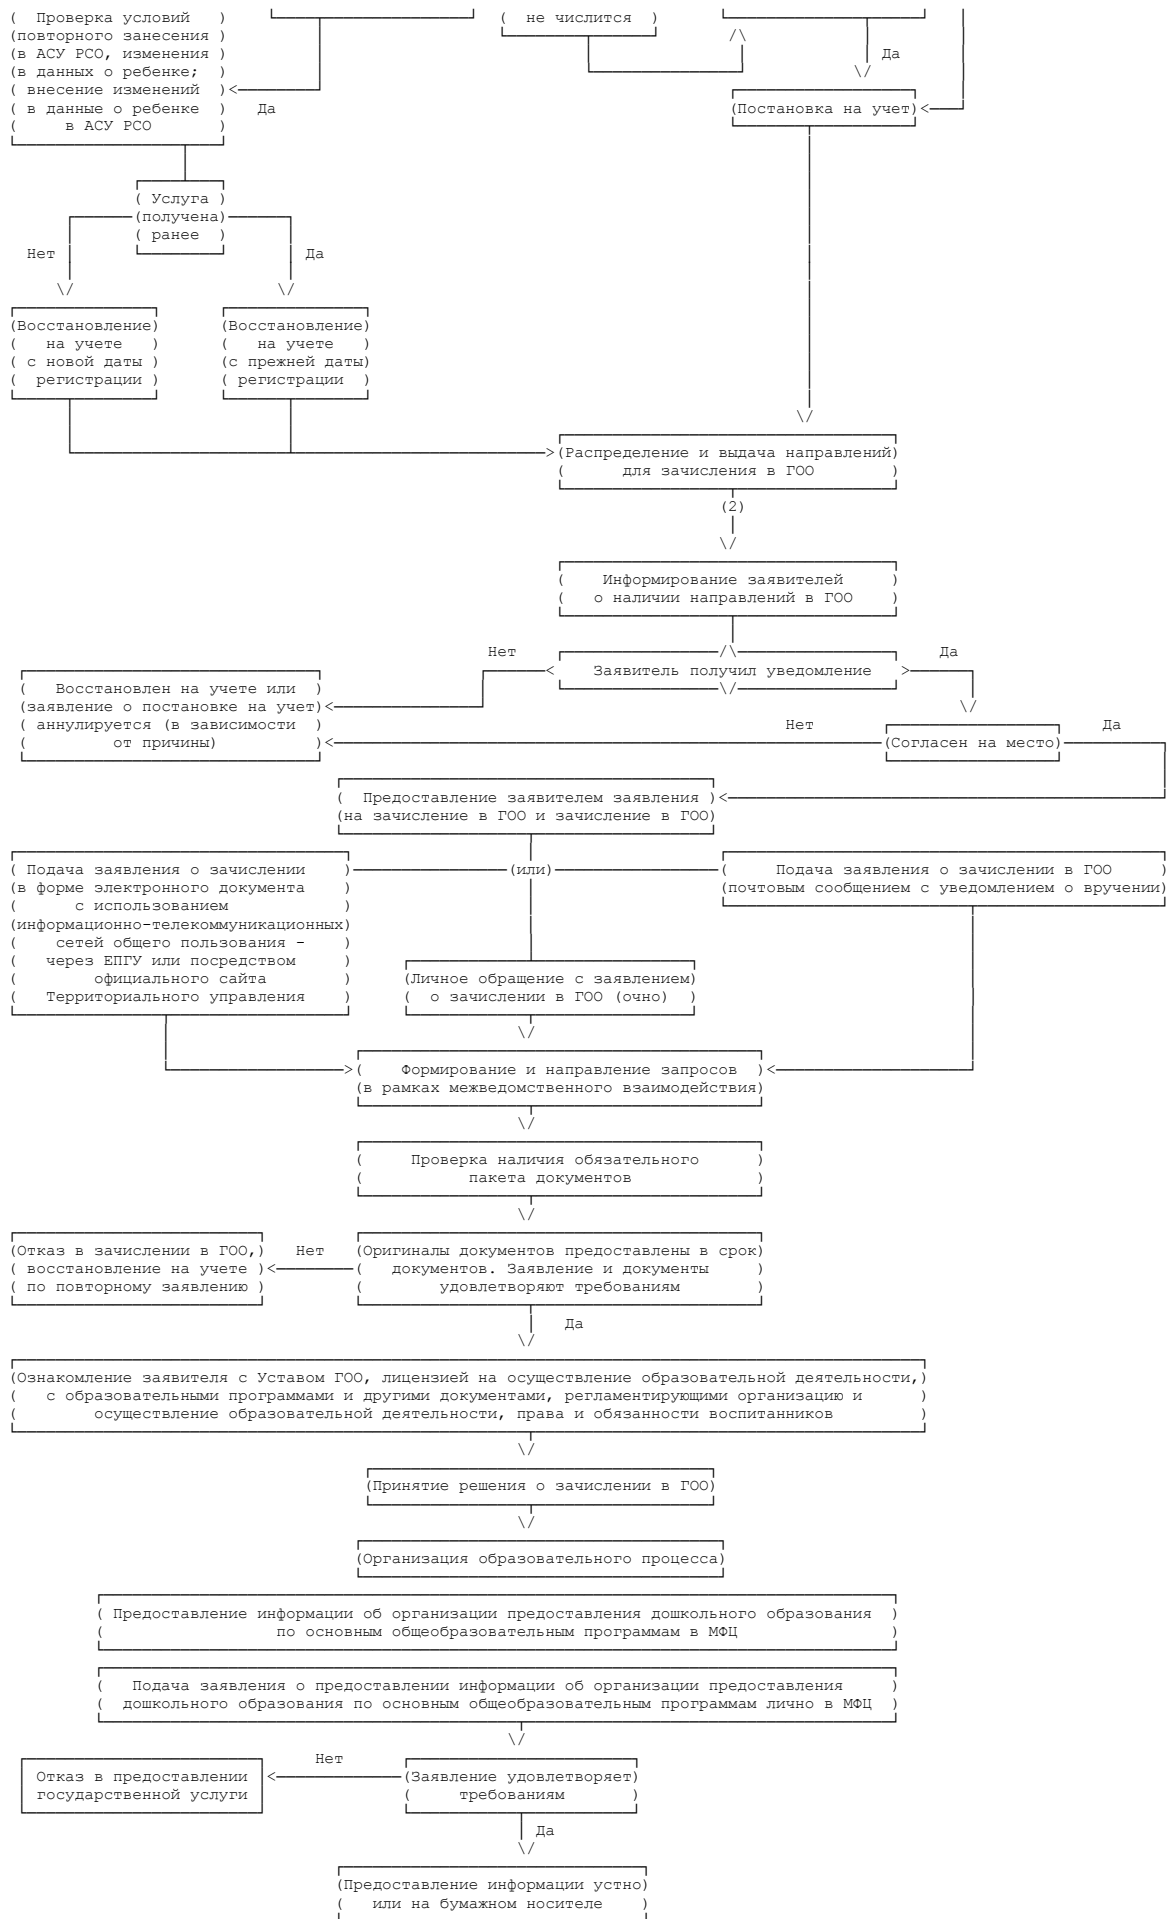 ( Проверка условий )
(повторного занесения )
(в АСУ РСО, изменения )
(в данных о ребенке; )
( внесение изменений )<
( в данные о ребенке )
( в АСУ РСО )
Да
( не числится )
/\
Да
\/
(Постановка на учет)<
( Услуга )
(получена)
( ранее )
Нет
Да
\/ \/
(Восстановление)
( на учете )
( с новой даты )
( регистрации )
(Восстановление)
( на учете )
(с прежней даты)
( регистрации )
\/
>(Распределение и выдача направлений)
( для зачисления в ГОО )
(2)
\/
( Информирование заявителей )
( о наличии направлений в ГОО )
Нет /\ Да
< Заявитель получил уведомление >
\/
\/
( Восстановлен на учете или )
(заявление о постановке на учет)<
( аннулируется (в зависимости )
( от причины) )<
Нет Да
(Согласен на место)
( Предоставление заявителем заявления )<
(на зачисление в ГОО и зачисление в ГОО)
( Подача заявления о зачислении )
(в форме электронного документа )
( с использованием )
(информационно-телекоммуникационных)
( сетей общего пользования - )
( через ЕПГУ или посредством )
( официального сайта )
( Территориального управления )
(или)
( Подача заявления о зачислении в ГОО )
(почтовым сообщением с уведомлением о вручении)
(Личное обращение с заявлением)
( о зачислении в ГОО (очно) )
\/
>( Формирование и направление запросов )<
(в рамках межведомственного взаимодействия)
\/
( Проверка наличия обязательного )
( пакета документов )
\/
(Отказ в зачислении в ГОО,)
( восстановление на учете )<
( по повторному заявлению )
Нет
(Оригиналы документов предоставлены в срок)
( документов. Заявление и документы )
( удовлетворяют требованиям )
Да
\/
(Ознакомление заявителя с Уставом ГОО, лицензией на осуществление образовательной деятельности,)
( с образовательными программами и другими документами, регламентирующими организацию и )
( осуществление образовательной деятельности, права и обязанности воспитанников )
\/
(Принятие решения о зачислении в ГОО)
\/
(Организация образовательного процесса)
( Предоставление информации об организации предоставления дошкольного образования )
( по основным общеобразовательным программам в МФЦ )
( Подача заявления о предоставлении информации об организации предоставления )
( дошкольного образования по основным общеобразовательным программам лично в МФЦ )
\/
Отказ в предоставлении
государственной услуги
<
Нет
(Заявление удовлетворяет)
( требованиям )
Да
\/
(Предоставление информации устно)
( или на бумажном носителе )